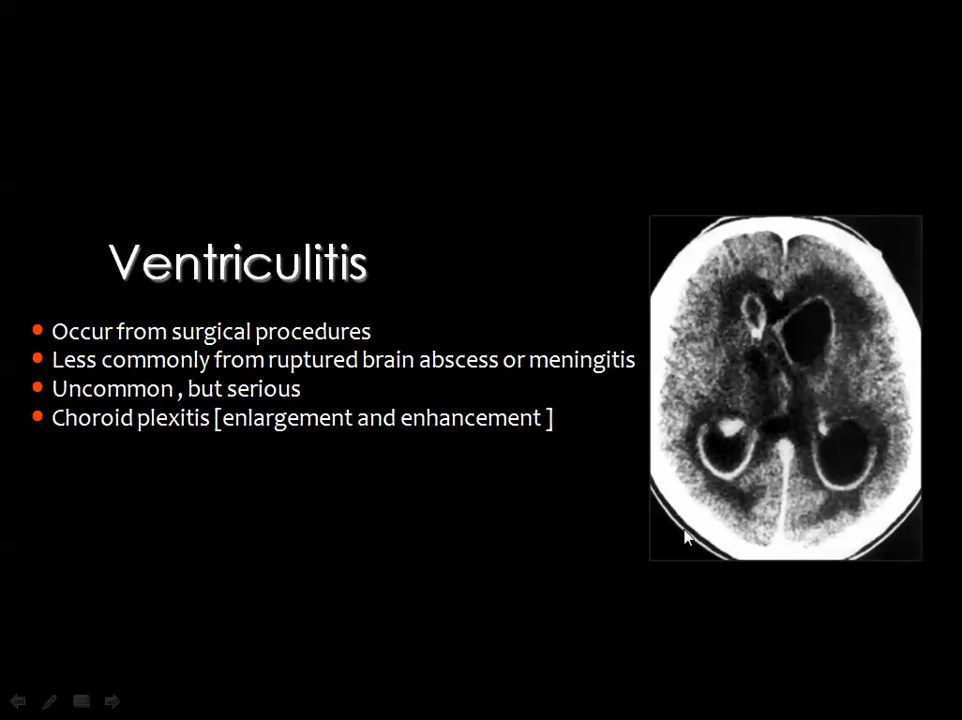 Ventriculitis
Occur from surgical procedures
Less commonly from ruptured brain abscess or meningitis
Uncommon , but serious
Choroid plexitis [enlargement and enhancement ]